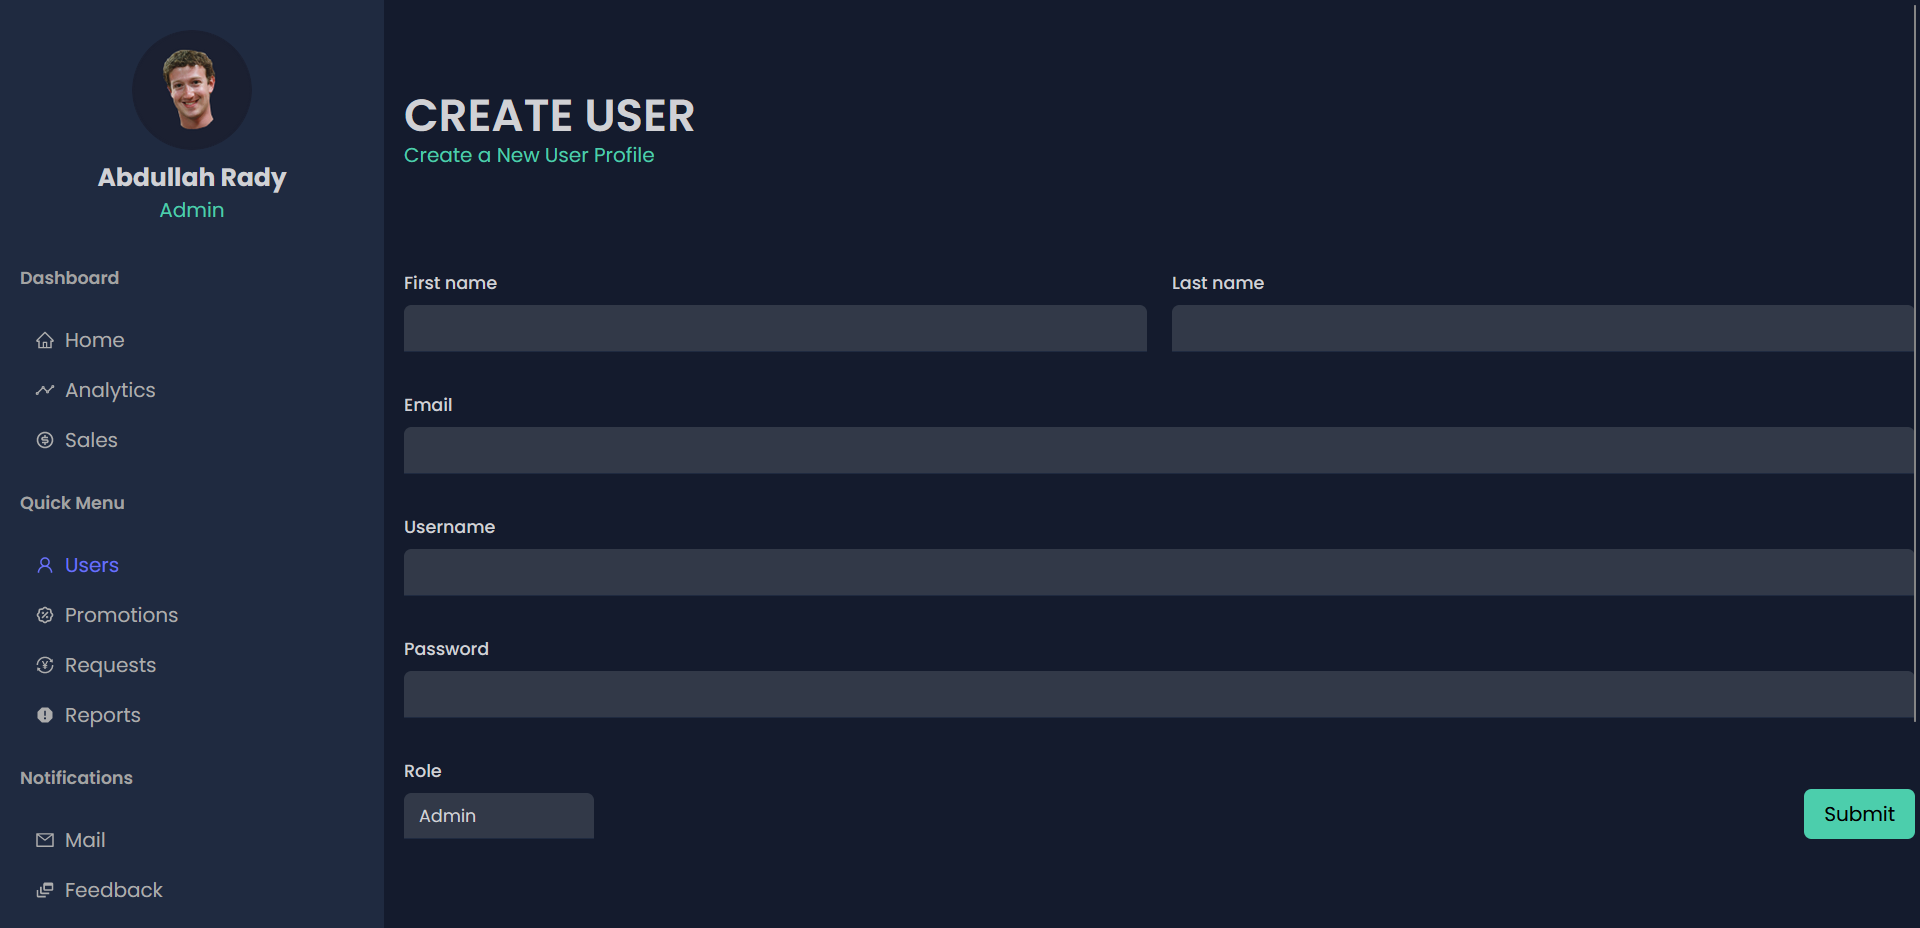 Abdullah Rady
Admin
Dashboard
Home
Analytics
Sales
Quick Menu
Users
Promotions
Requests
Reports
Notifications
Mail
Feedback
CREATE USER
Create a New User Profile
First name
Last name
Email
Username
Password
Role
Admin
Submit